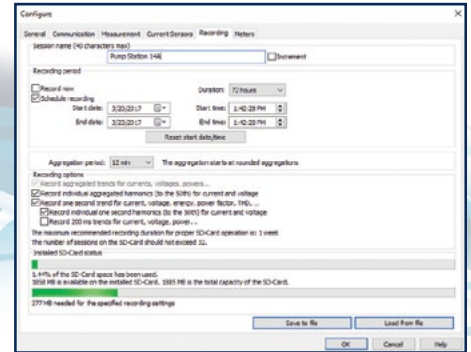 Configure
General Communication Measurement Current Sensors Recording Meters
Session name (40 characters max)
Pump Station 14A
Increment
Recording period
Record now
Duration: 72 hours
Schedule recording
Start date: 3/20/2017 Start time: 1:42:28 PM
End date: 3/23/2017 End time: 1:42:28 PM
Reset start date/time
Aggregation period: 12 min The aggregation starts at rounded aggregations
Recording options
Record aggregated trends for currents, voltages, powers...
Record individual aggregated harmonics (to the 50th) for current and voltage
Record one second trend for current, voltage, energy, power factor, THD, ...
Record individual one second harmonics (to the 50th) for current and voltage
Record 200 ms trends for current, voltage, power...
The maximum recommended recording duration for proper SD-Card operation is: 1 week
The number of sessions on the SD-Card should not exceed 32.
Installed SD-Card status
1.44% of the SD-Card space has been used.
1858 MB is available on the installed SD-Card. 1885 MB is the total capacity of the SD-Card.
277 MB needed for the specified recording settings
Save to file Load from file
OK Cancel Help